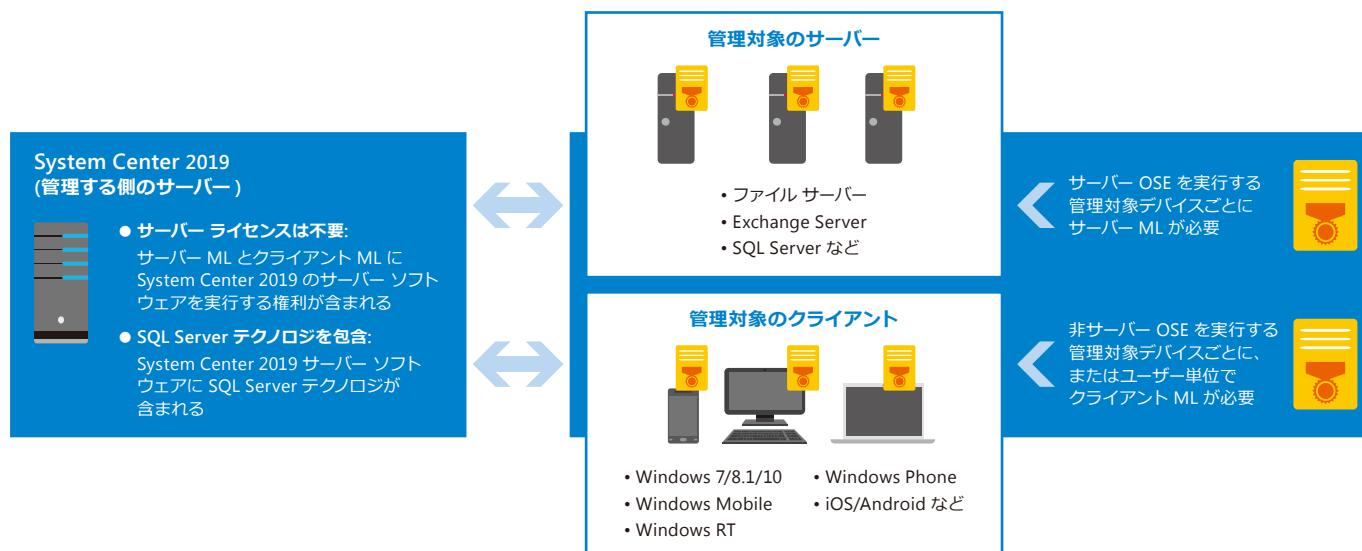 System Center 2019
(管理する側のサーバー )
● サーバー ライセンスは不要:
サーバー ML とクライアント ML に
System Center 2019 のサーバー ソフト
ウェアを実行する権利が含まれる
● SQL Server テクノロジを包含:
System Center 2019 サーバー ソフト
ウェアに SQL Server テクノロジが
含まれる
管理対象のサーバー
• ファイル サーバー
• Exchange Server
• SQL Server など
サーバー OSE を実行する
管理対象デバイスごとに
サーバー ML が必要
管理対象のクライアント
• Windows 7/8.1/10
• Windows Mobile
• Windows RT
• Windows Phone
• iOS/Android など
非サーバー OSE を実行する
管理対象デバイスごとに、
またはユーザー単位で
クライアント ML が必要